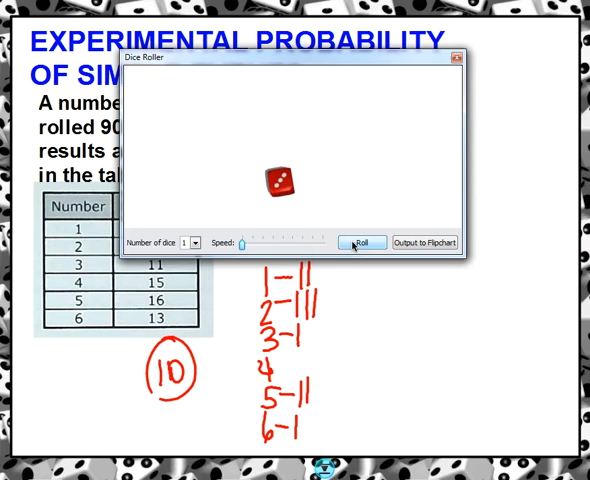 EXPERIMENTAL PROBABILITY
OF SIM
A numbe
rolled 90
results a
in the ta
Dice Roller
Number of dice 1 Speed: Roll Output to Flipchart
Number
1
2
3 11
4 15
5 16
6 13
10
1-||
2-|||
3-|
4
5-||
6-|